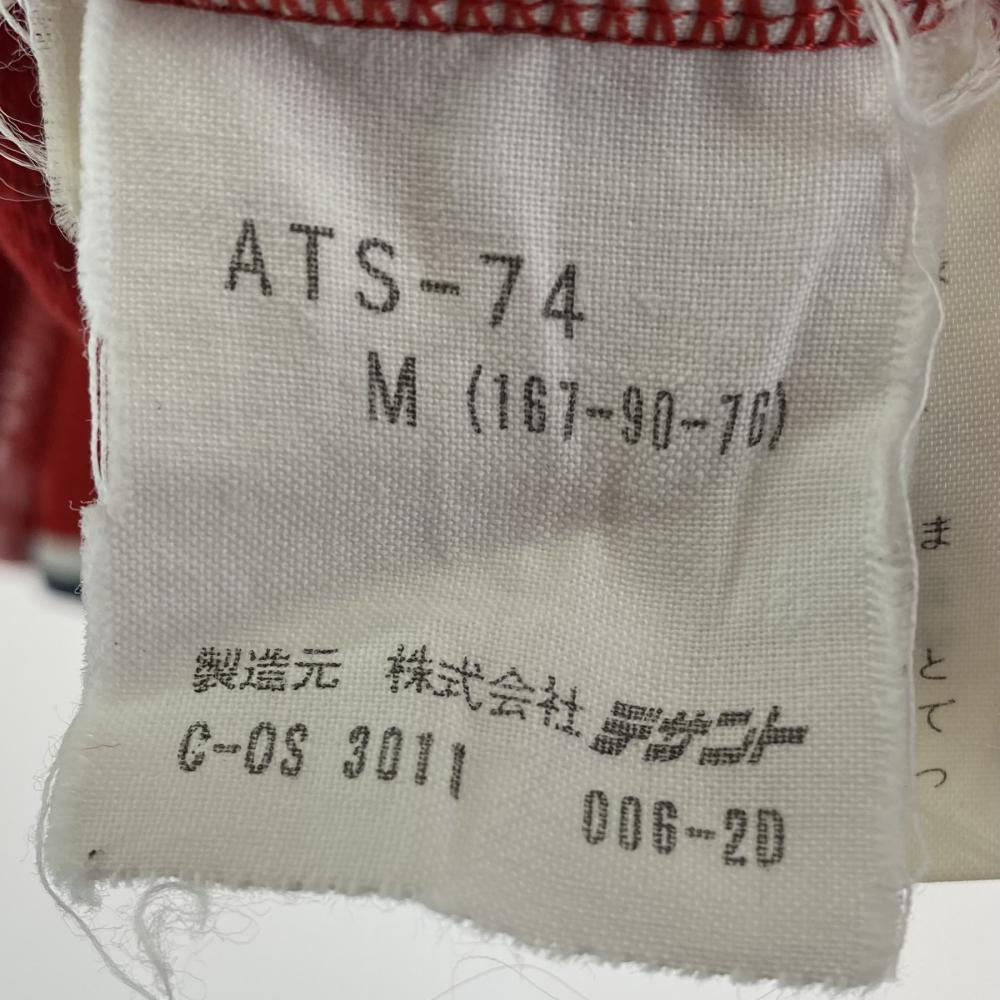 ATS-74
M (167-90-76)
製造元 株式会社 デサント
C-OS 3011
006-2D
ま
とてつ